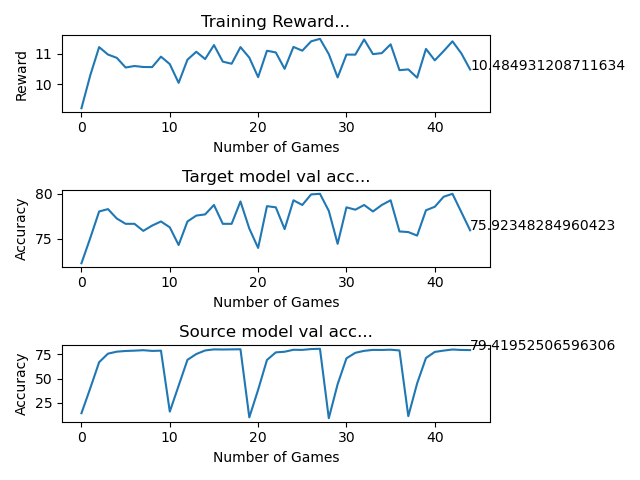 Training Reward...
11
10
Reward
10.484931208711634
0 10 20 30 40
Number of Games
Target model val acc...
80
75
Accuracy
75.92348284960423
0 10 20 30 40
Number of Games
Source model val acc...
79.41952506596306
75
50
25
Accuracy
0 10 20 30 40
Number of Games